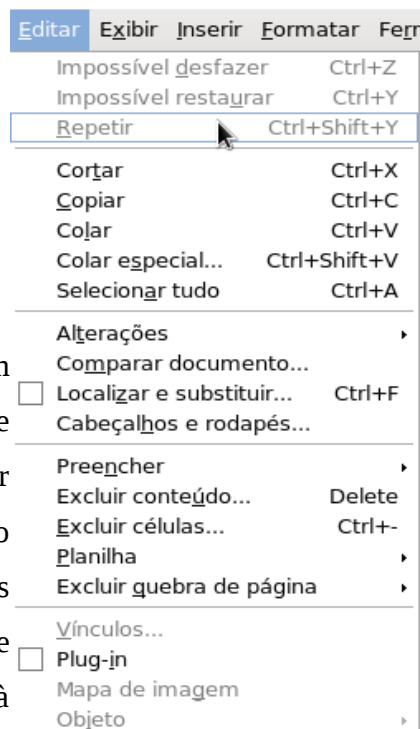 Editar Exibir Inserir Formatar Ferr
Impossível desfazer Ctrl+Z
Impossível restaurar Ctrl+Y
Repetir Ctrl+Shift+Y
Cortar Ctrl+X
Copiar Ctrl+C
Colar Ctrl+V
Colar especial... Ctrl+Shift+V
Selecionar tudo Ctrl+A
Alterações
Comparar documento...
Localizar e substituir... Ctrl+F
Cabeçalhos e rodapés...
Preencher
Excluir conteúdo... Delete
Excluir células... Ctrl+-
Planilha
Excluir quebra de página
Vínculos...
Plug-in
Mapa de imagem
Objeto